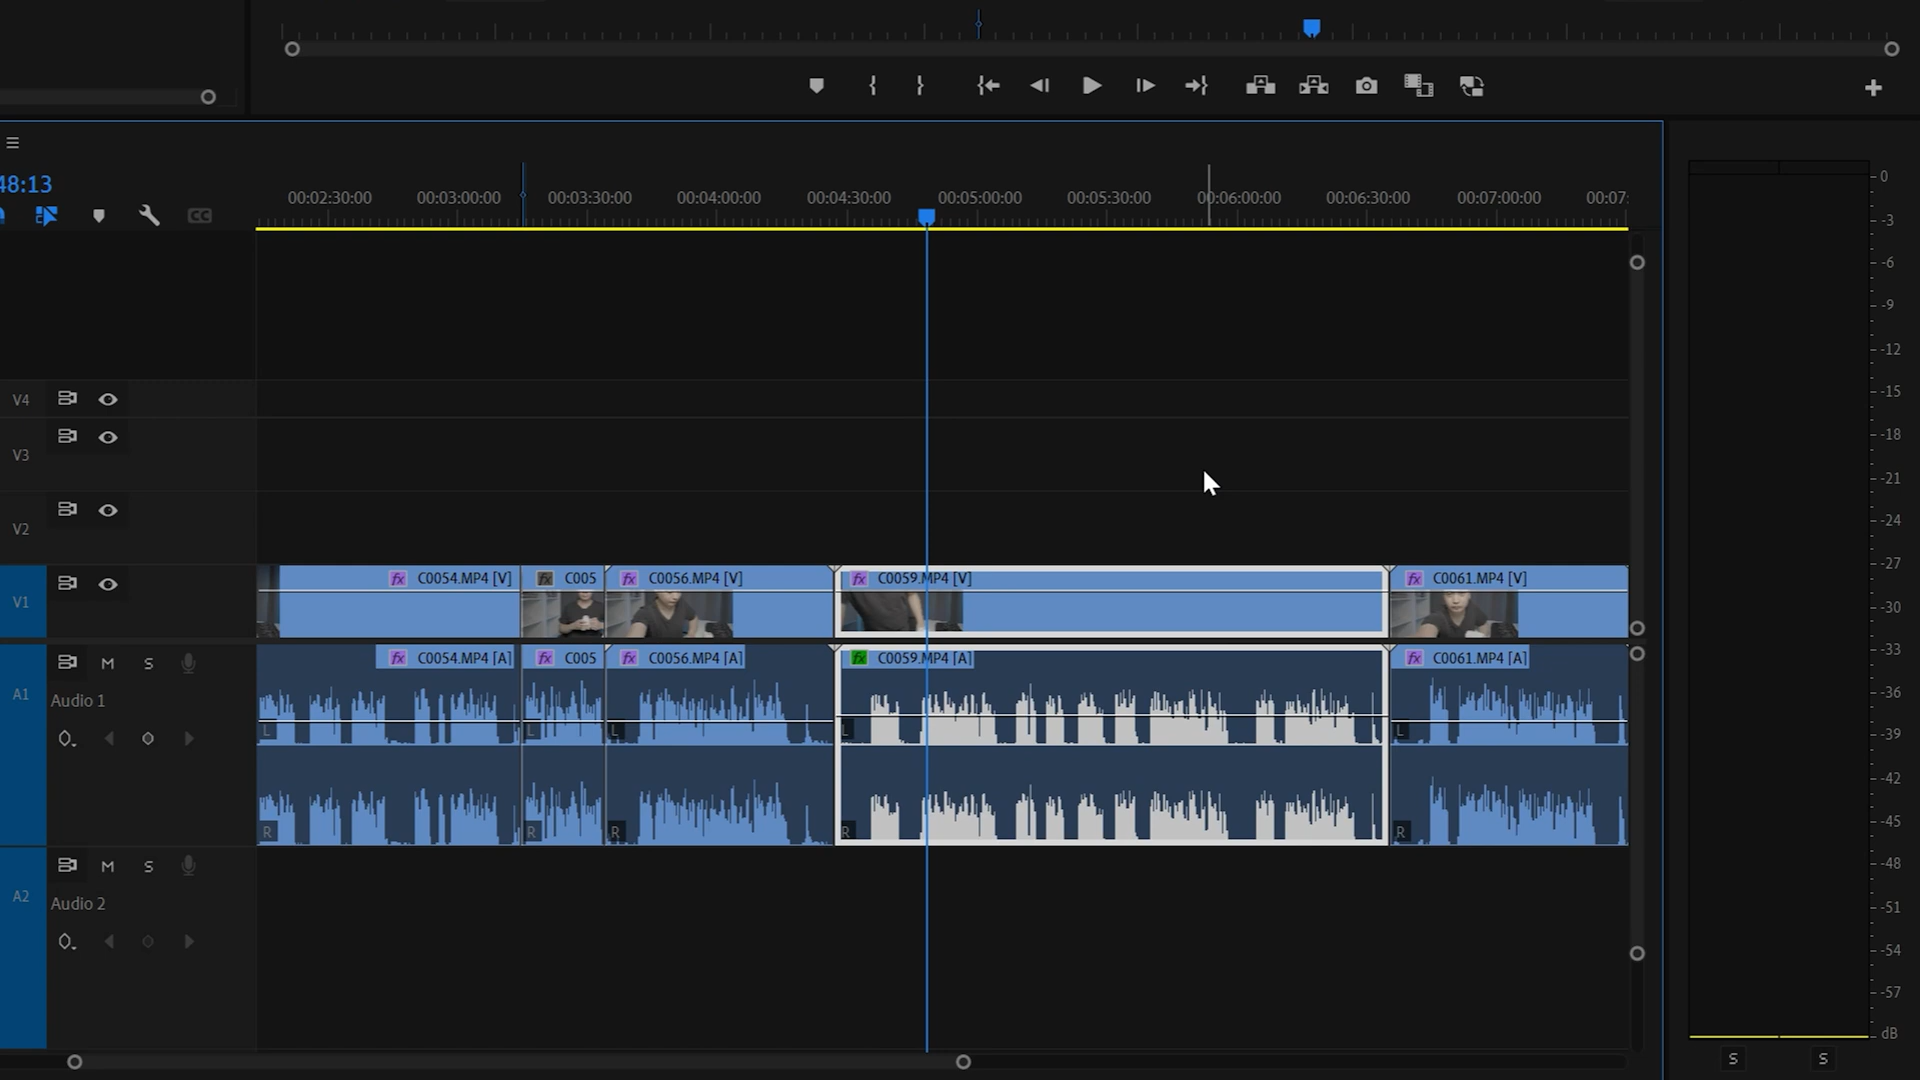 48:13
00:02:30:00 00:03:00:00 00:03:30:00 00:04:00:00 00:04:30:00 00:05:00:00 00:05:30:00 00:06:00:00 00:06:30:00 00:07:00:00 00:07:
CC
V4
V3
V2
V1
fx C0054.MP4 [V] fx C005 fx C0056.MP4 [V] fx C0059.MP4 [V] fx C0061.MP4 [V]
A1 M S
fx C0054.MP4 [A] fx C005 fx C0056.MP4 [A] fx C0059.MP4 [A] fx C0061.MP4 [A]
Audio 1
L L L L L
R R R R R
A2 M S
Audio 2
0
-3
-6
-9
-12
-15
-18
-21
-24
-27
-30
-33
-36
-39
-42
-45
-48
-51
-54
-57
dB
S S